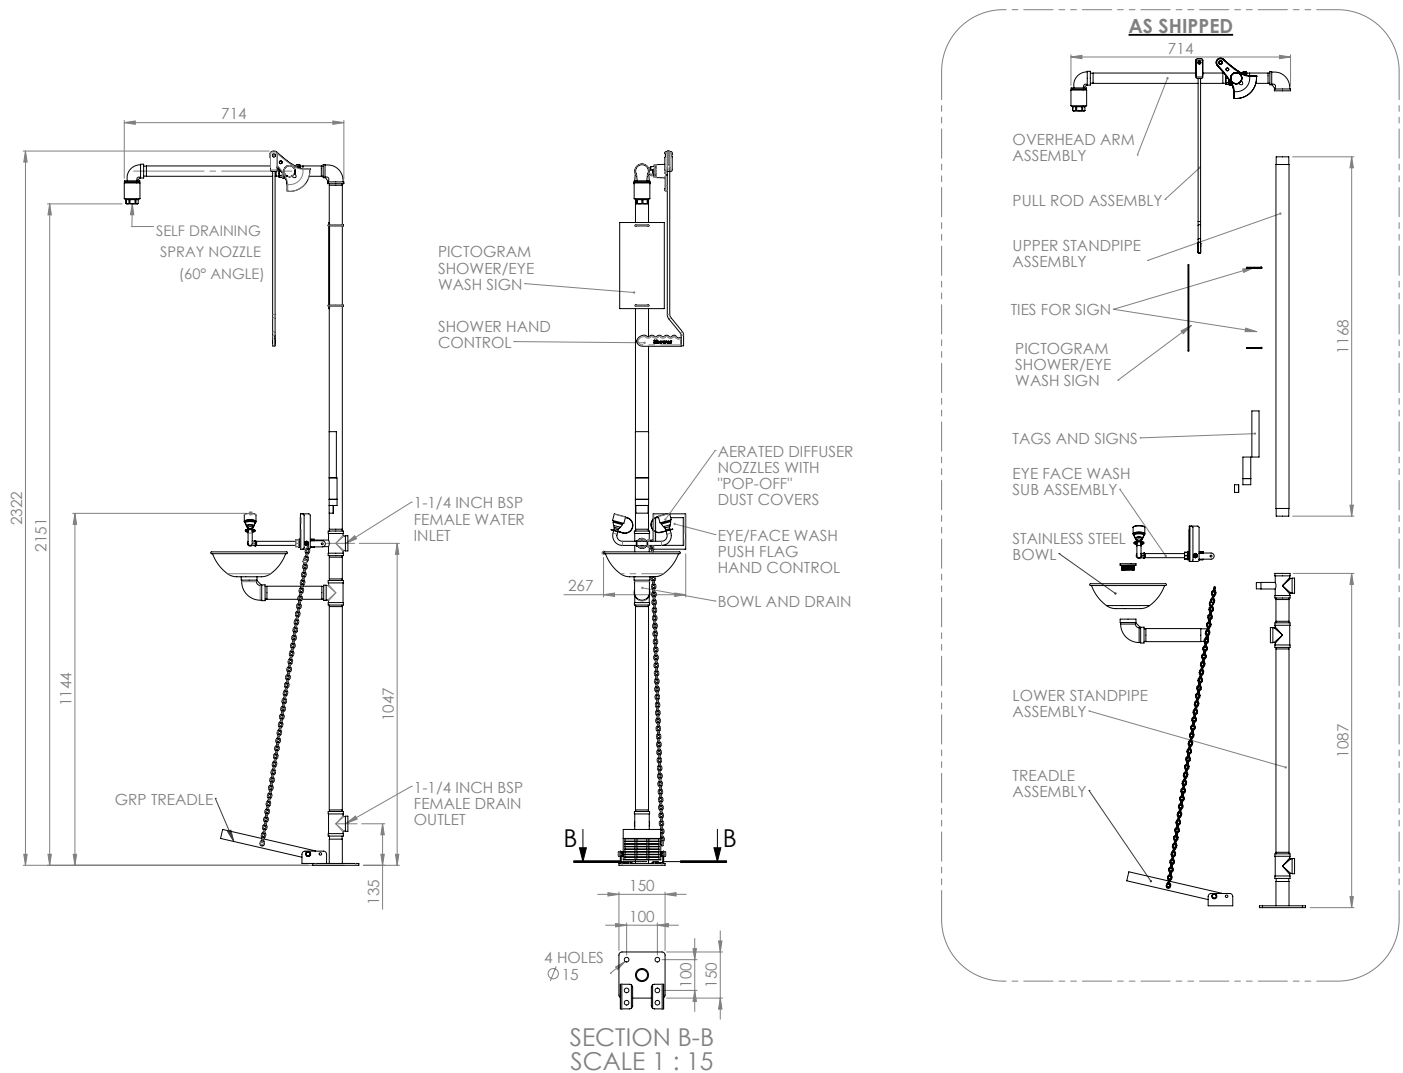 AS SHIPPED
714
OVERHEAD ARM
ASSEMBLY
PULL ROD ASSEMBLY
UPPER STANDPIPE
ASSEMBLY
TIES FOR SIGN
PICTOGRAM
SHOWER/EYE
WASH SIGN
TAGS AND SIGNS
EYE FACE WASH
SUB ASSEMBLY
STAINLESS STEEL
BOWL
LOWER STANDPIPE
ASSEMBLY
TREADLE
ASSEMBLY
1168
1087
714
SELF DRAINING
SPRAY NOZZLE
(60° ANGLE)
2322
2151
1144
1047
135
1-1/4 INCH BSP
FEMALE WATER
INLET
GRP TREADLE
1-1/4 INCH BSP
FEMALE DRAIN
OUTLET
PICTOGRAM
SHOWER/EYE
WASH SIGN
SHOWER HAND
CONTROL
AERATED DIFFUSER
NOZZLES WITH
"POP-OFF"
DUST COVERS
EYE/FACE WASH
PUSH FLAG
HAND CONTROL
267
BOWL AND DRAIN
B
B
150
100
4 HOLES
Ø 15
100
150
SECTION B-B
SCALE 1 : 15